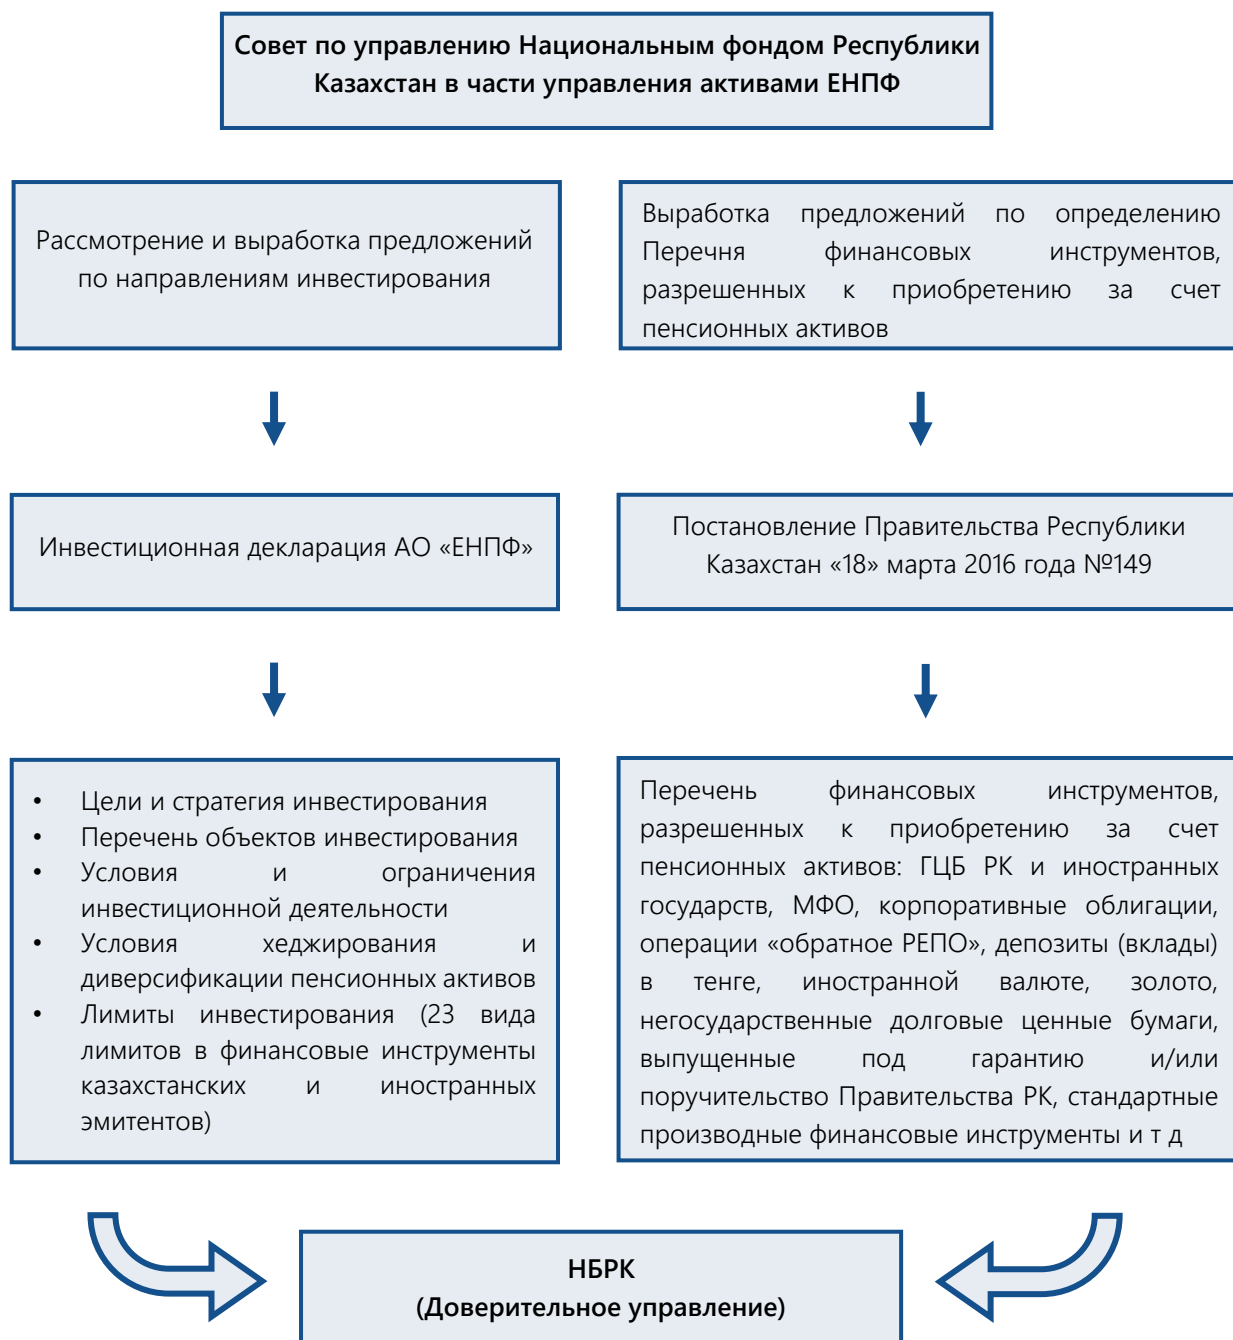 Совет по управлению Национальным фондом Республики
Казахстан в части управления активами ЕНПФ
Рассмотрение и выработка предложений
по направлениям инвестирования
Выработка предложений по определению
Перечня финансовых инструментов,
разрешенных к приобретению за счет
пенсионных активов
Инвестиционная декларация АО «ЕНПФ»
Постановление Правительства Республики
Казахстан «18» марта 2016 года №149
• Цели и стратегия инвестирования
• Перечень объектов инвестирования
• Условия и ограничения
инвестиционной деятельности
• Условия хеджирования и
диверсификации пенсионных активов
• Лимиты инвестирования (23 вида
лимитов в финансовые инструменты
казахстанских и иностранных
эмитентов)
Перечень финансовых инструментов,
разрешенных к приобретению за счет
пенсионных активов: ГЦБ РК и иностранных
государств, МФО, корпоративные облигации,
операции «обратное РЕПО», депозиты (вклады)
в тенге, иностранной валюте, золото,
негосударственные долговые ценные бумаги,
выпущенные под гарантию и/или
поручительство Правительства РК, стандартные
производные финансовые инструменты и т д
НБРК
(Доверительное управление)